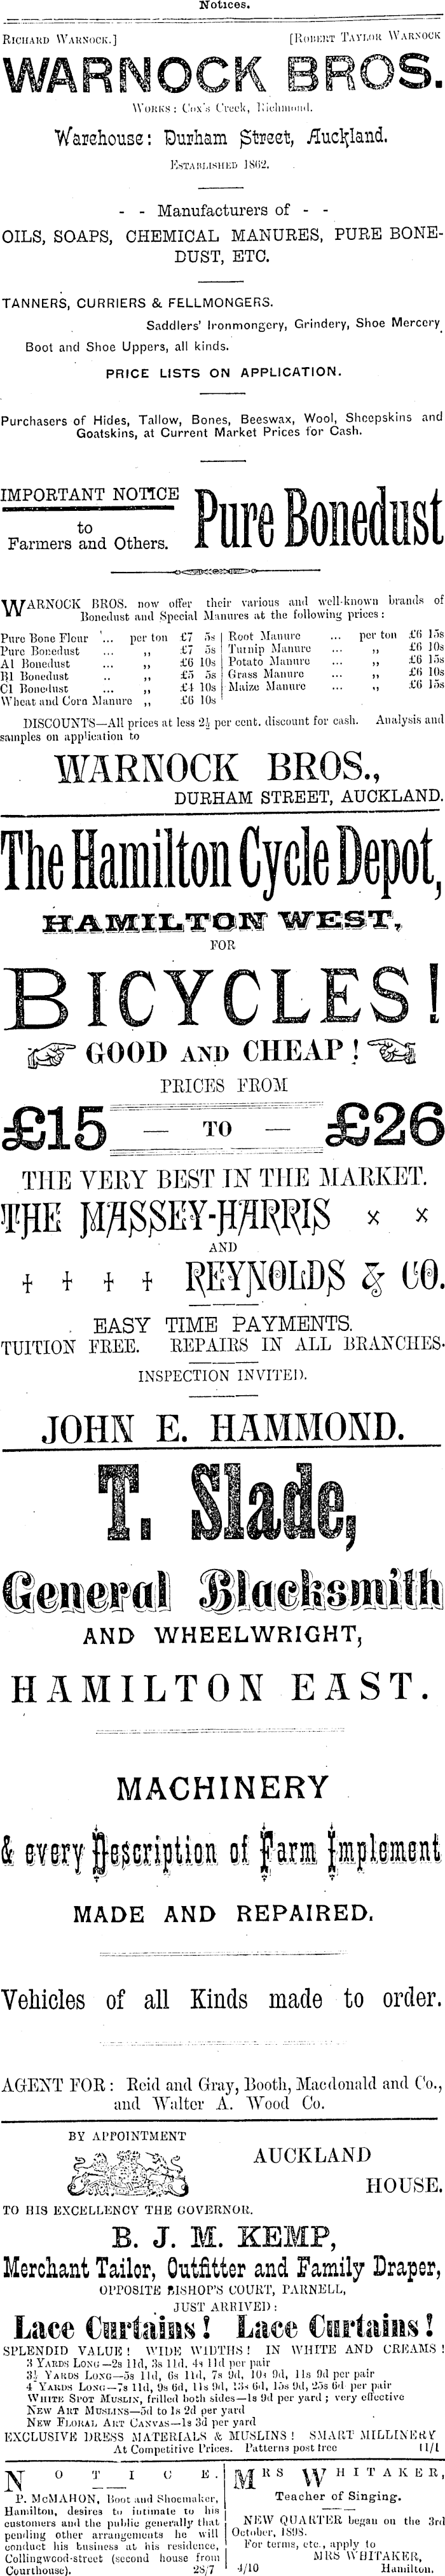 Notices.
RICHARD WARNOCK.] [ROBERT TAYLOR WARNOCK
WARNOCK BROS.
WORKS: Cox's Creek, Richmond.
Warehouse: Durham Street, Auckland.
ESTABLISHED 1862.
- - Manufacturers of - -
OILS, SOAPS, CHEMICAL MANURES, PURE BONE-
DUST, ETC.
TANNERS, CURRIERS & FELLMONGERS.
Saddlers' Ironmongery, Grindery, Shoe Mercery
Boot and Shoe Uppers, all kinds.
PRICE LISTS ON APPLICATION.
Purchasers of Hides, Tallow, Bones, Beeswax, Wool, Sheepskins and
Goatskins, at Current Market Prices for Cash.
IMPORTANT NOTICE
to
Farmers and Others.
Pure Bonedust
WARNOCK BROS. now offer their various and well-known brands of
Bonedust and Special Manures at the following prices:
Pure Bone Flour ... per ton £7 5s | Root Manure ... per ton £6 15s
Pure Bonedust ... ,, £7 5s | Turnip Manure ... ,, £6 10s
A1 Bonedust ... ,, £6 10s | Potato Manure ... ,, £6 15s
B1 Bonedust .. ,, £5 5s | Grass Manure ... ,, £6 10s
C1 Bonedust ... ,, £4 10s | Maize Manure ... ,, £6 15s
Wheat and Corn Manure ,, £6 10s
DISCOUNTS—All prices at less 2½ per cent. discount for cash. Analysis and
samples on application to
WARNOCK BROS.,
DURHAM STREET, AUCKLAND.
The Hamilton Cycle Depot,
HAMILTON WEST,
FOR
BICYCLES!
GOOD AND CHEAP!
PRICES FROM
£15 — TO — £26
THE VERY BEST IN THE MARKET.
THE MASSEY-HARRIS × ×
AND
† † † † REYNOLDS & CO.
EASY TIME PAYMENTS.
TUITION FREE. REPAIRS IN ALL BRANCHES.
INSPECTION INVITED.
JOHN E. HAMMOND.
T. Slade,
General Blacksmith
AND WHEELWRIGHT,
HAMILTON EAST.
MACHINERY
& every Description of Farm Implement
MADE AND REPAIRED.
Vehicles of all Kinds made to order.
AGENT FOR: Reid and Gray, Booth, Macdonald and Co.,
and Walter A. Wood Co.
BY APPOINTMENT
AUCKLAND
HOUSE.
TO HIS EXCELLENCY THE GOVERNOR.
B. J. M. KEMP,
Merchant Tailor, Outfitter and Family Draper,
OPPOSITE BISHOP'S COURT, PARNELL,
JUST ARRIVED:
Lace Curtains! Lace Curtains!
SPLENDID VALUE! WIDE WIDTHS! IN WHITE AND CREAMS!
3 YARDS LONG—2s 11d, 3s 11d, 4s 11d per pair
3½ YARDS LONG—5s 11d, 6s 11d, 7s 9d, 10s 9d, 11s 9d per pair
4 YARDS LONG—7s 11d, 9s 6d, 11s 9d, 13s 6d, 15s 9d, 25s 6d per pair
WHITE SPOT MUSLIN, frilled both sides—1s 9d per yard; very effective
NEW ART MUSLINS—5d to 1s 2d per yard
NEW FLORAL ART CANVAS—1s 3d per yard
EXCLUSIVE DRESS MATERIALS & MUSLINS! SMART MILLINERY
At Competitive Prices. Patterns post free 11/1
NOTICE.
P. McMAHON, Boot and Shoemaker,
Hamilton, desires to intimate to his
customers and the public generally that
pending other arrangements he will
conduct his business at his residence,
Collingwood-street (second house from
Courthouse). 28/7
MRS WHITAKER,
Teacher of Singing.
NEW QUARTER began on the 3rd
October, 1898.
For terms, etc., apply to
MRS WHITAKER,
4/10 Hamilton.